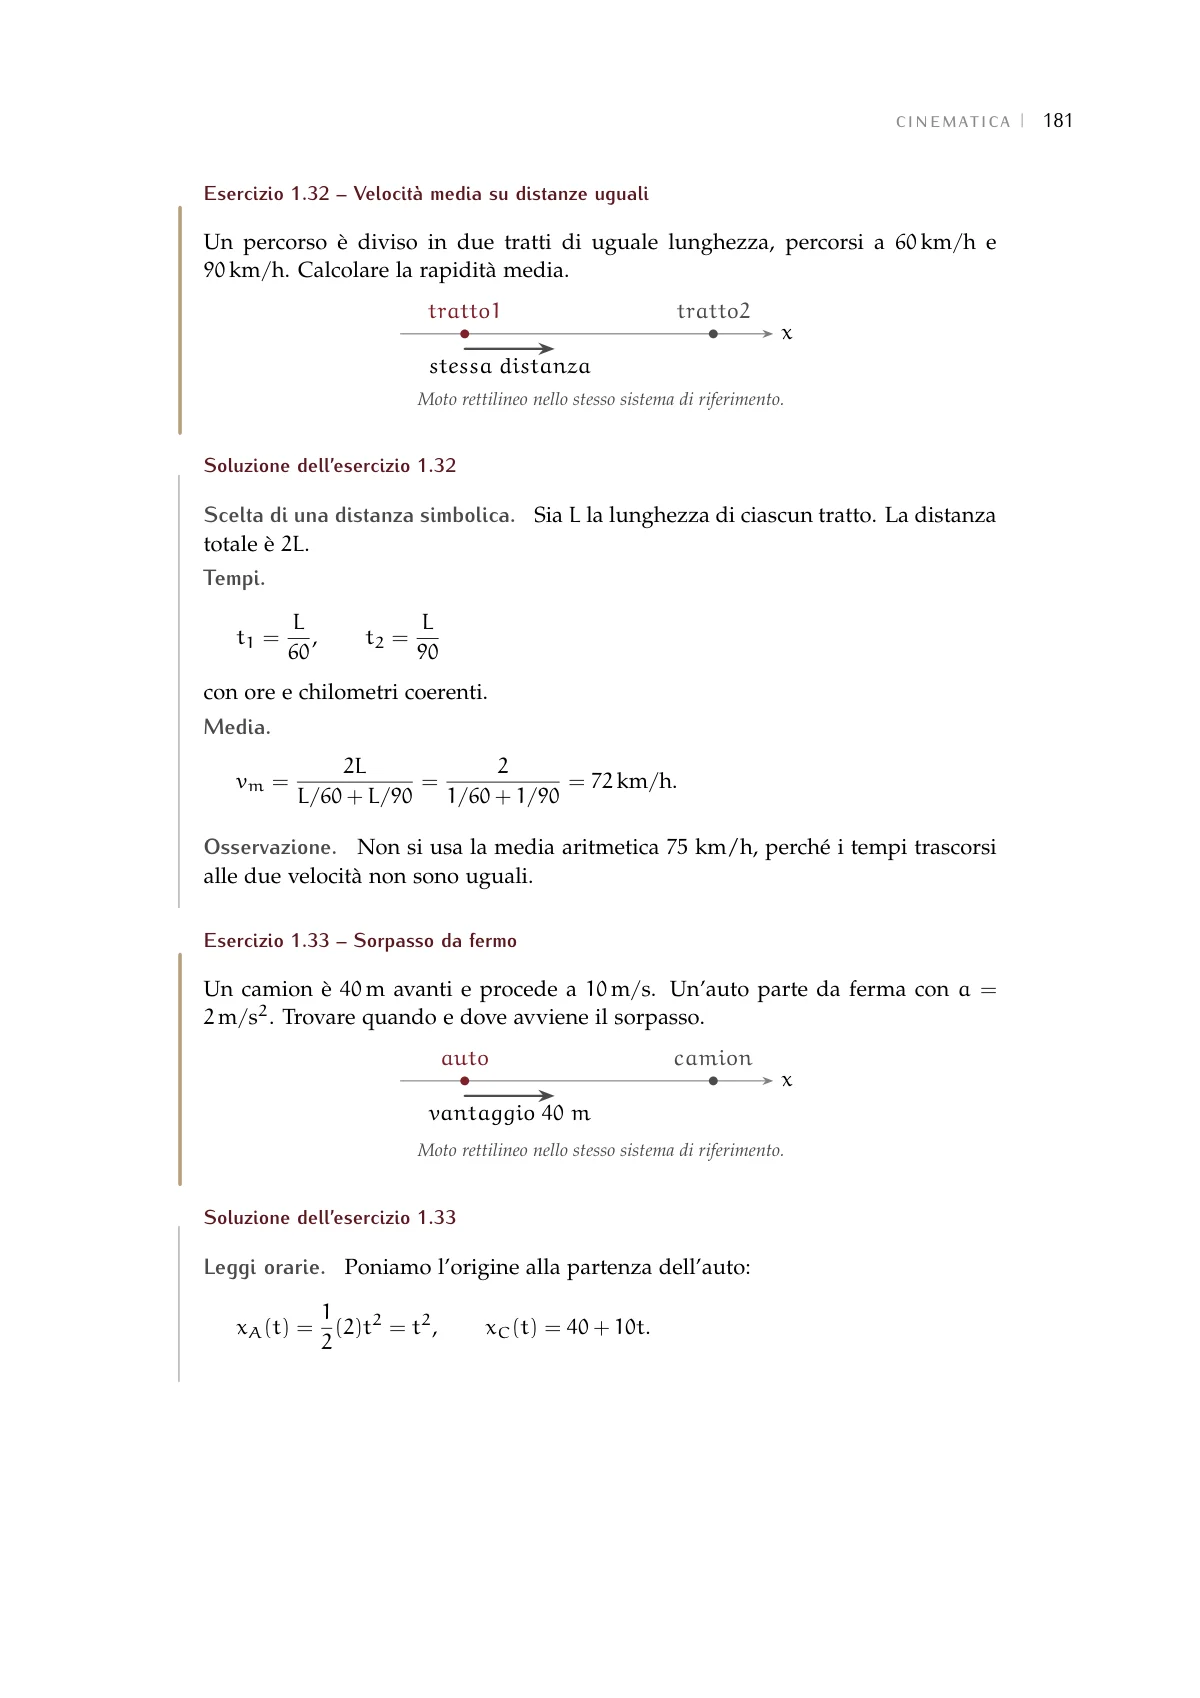 CINEMATICA | 181
Esercizio 1.32 – Velocità media su distanze uguali
Un percorso è diviso in due tratti di uguale lunghezza, percorsi a 60 km/h e
90 km/h. Calcolare la rapidità media.
tratto1 tratto2
x
stessa distanza
Moto rettilineo nello stesso sistema di riferimento.
Soluzione dell'esercizio 1.32
Scelta di una distanza simbolica. Sia L la lunghezza di ciascun tratto. La distanza
totale è 2L.
Tempi.
t₁ = L/60, t₂ = L/90
con ore e chilometri coerenti.
Media.
vₘ = 2L/(L/60 + L/90) = 2/(1/60 + 1/90) = 72 km/h.
Osservazione. Non si usa la media aritmetica 75 km/h, perché i tempi trascorsi
alle due velocità non sono uguali.
Esercizio 1.33 – Sorpasso da fermo
Un camion è 40 m avanti e procede a 10 m/s. Un'auto parte da ferma con a =
2 m/s². Trovare quando e dove avviene il sorpasso.
auto camion
x
vantaggio 40 m
Moto rettilineo nello stesso sistema di riferimento.
Soluzione dell'esercizio 1.33
Leggi orarie. Poniamo l'origine alla partenza dell'auto:
x_A(t) = 1/2 (2)t² = t², x_C(t) = 40 + 10t.